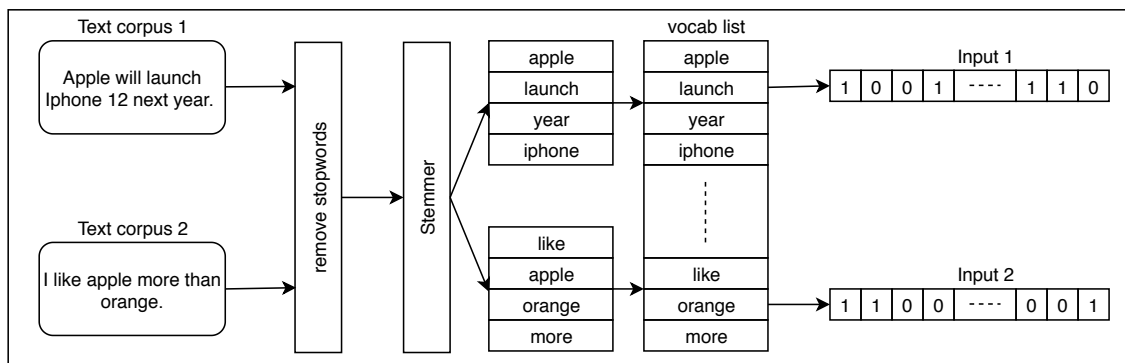 Text corpus 1
Apple will launch
Iphone 12 next year.
Text corpus 2
I like apple more than
orange.
remove stopwords
Stemmer
apple
launch
year
iphone
like
apple
orange
more
vocab list
apple
launch
year
iphone
like
orange
more
Input 1
1 0 0 1 ---- 1 1 0
Input 2
1 1 0 0 ---- 0 0 1